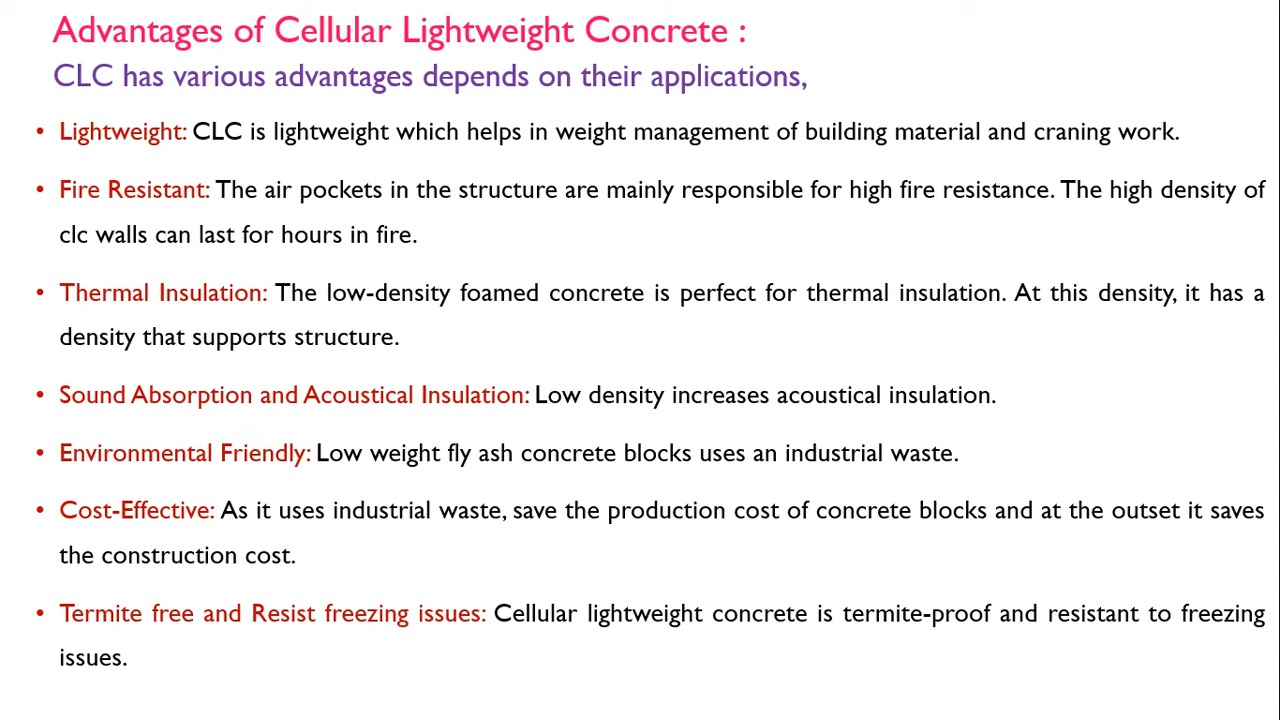 Advantages of Cellular Lightweight Concrete :
CLC has various advantages depends on their applications,
• Lightweight: CLC is lightweight which helps in weight management of building material and craning work.
• Fire Resistant: The air pockets in the structure are mainly responsible for high fire resistance. The high density of
clc walls can last for hours in fire.
• Thermal Insulation: The low-density foamed concrete is perfect for thermal insulation. At this density, it has a
density that supports structure.
• Sound Absorption and Acoustical Insulation: Low density increases acoustical insulation.
• Environmental Friendly: Low weight fly ash concrete blocks uses an industrial waste.
• Cost-Effective: As it uses industrial waste, save the production cost of concrete blocks and at the outset it saves
the construction cost.
• Termite free and Resist freezing issues: Cellular lightweight concrete is termite-proof and resistant to freezing
issues.